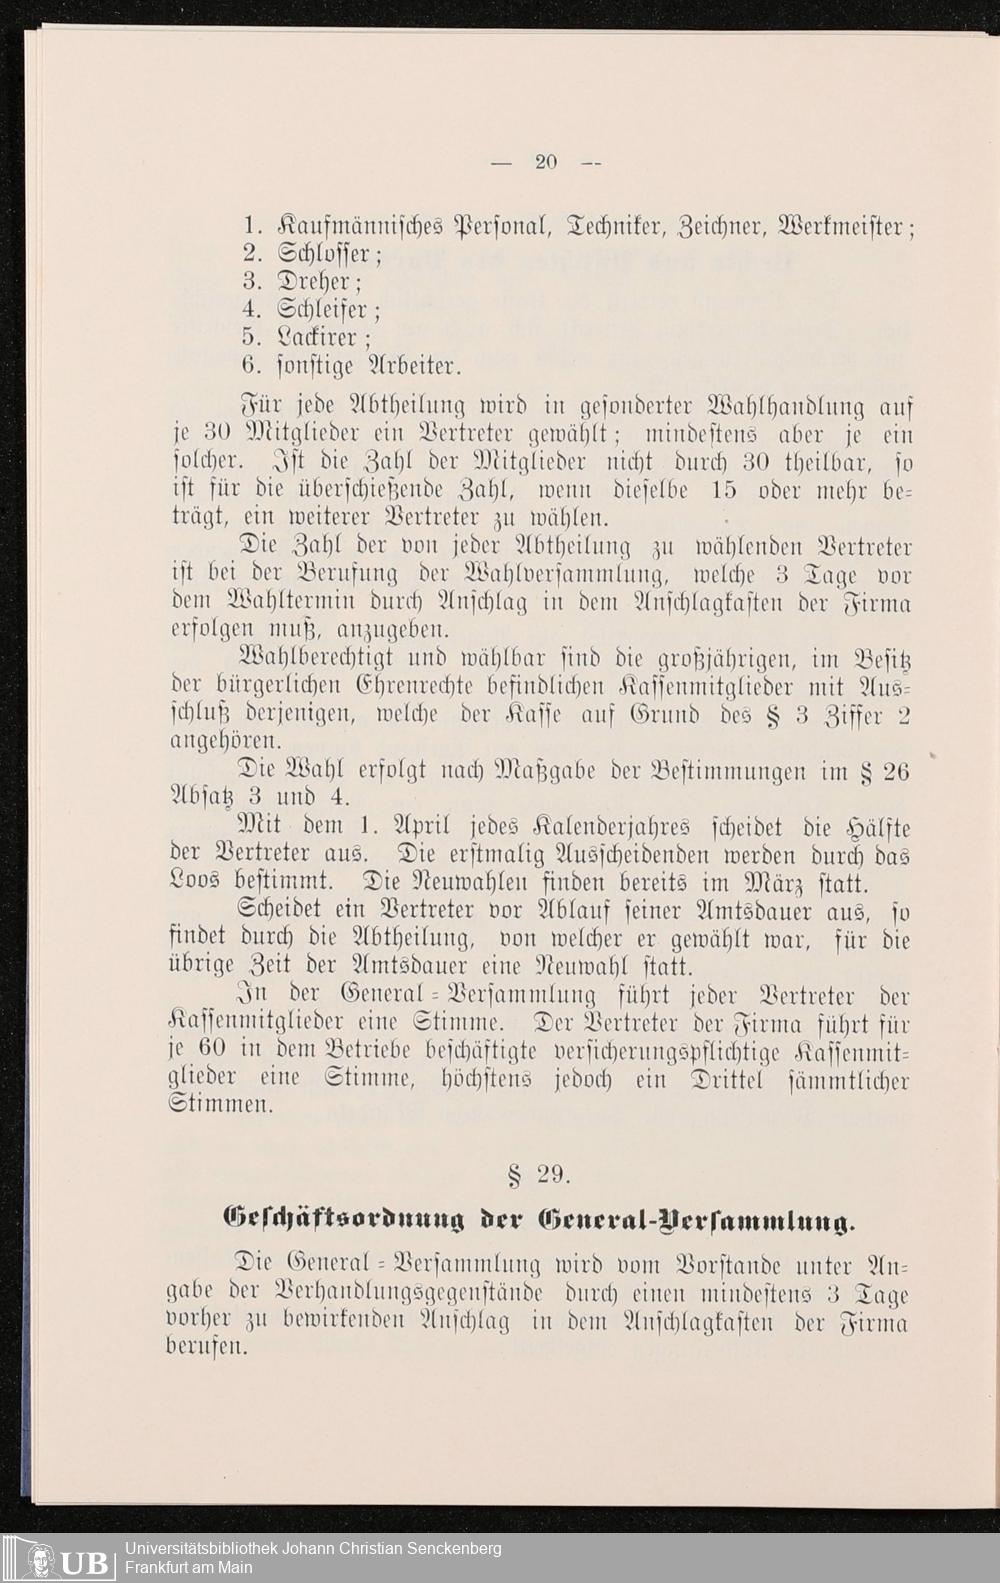 — 20 —
1. Kaufmännisches Personal, Techniker, Zeichner, Werkmeister;
2. Schlosser;
3. Dreher;
4. Schleifer;
5. Lackirer;
6. sonstige Arbeiter.
Für jede Abtheilung wird in gesonderter Wahlhandlung auf
je 30 Mitglieder ein Vertreter gewählt; mindestens aber je ein
solcher. Ist die Zahl der Mitglieder nicht durch 30 theilbar, so
ist für die überschießende Zahl, wenn dieselbe 15 oder mehr be-
trägt, ein weiterer Vertreter zu wählen.
Die Zahl der von jeder Abtheilung zu wählenden Vertreter
ist bei der Berufung der Wahlversammlung, welche 3 Tage vor
dem Wahltermin durch Anschlag in dem Anschlagkasten der Firma
erfolgen muß, anzugeben.
Wahlberechtigt und wählbar sind die großjährigen, im Besitz
der bürgerlichen Ehrenrechte befindlichen Kassenmitglieder mit Aus-
schluß derjenigen, welche der Kasse auf Grund des § 3 Ziffer 2
angehören.
Die Wahl erfolgt nach Maßgabe der Bestimmungen im § 26
Absatz 3 und 4.
Mit dem 1. April jedes Kalenderjahres scheidet die Hälfte
der Vertreter aus. Die erstmalig Ausscheidenden werden durch das
Loos bestimmt. Die Neuwahlen finden bereits im März statt.
Scheidet ein Vertreter vor Ablauf seiner Amtsdauer aus, so
findet durch die Abtheilung, von welcher er gewählt war, für die
übrige Zeit der Amtsdauer eine Neuwahl statt.
In der General-Versammlung führt jeder Vertreter der
Kassenmitglieder eine Stimme. Der Vertreter der Firma führt für
je 60 in dem Betriebe beschäftigte versicherungspflichtige Kassenmit-
glieder eine Stimme, höchstens jedoch ein Drittel sämmtlicher
Stimmen.
§ 29.
Geschäftsordnung der General-Versammlung.
Die General-Versammlung wird vom Vorstande unter An-
gabe der Verhandlungsgegenstände durch einen mindestens 3 Tage
vorher zu bewirkenden Anschlag in dem Anschlagkasten der Firma
berufen.
UB
Universitätsbibliothek Johann Christian Senckenberg
Frankfurt am Main